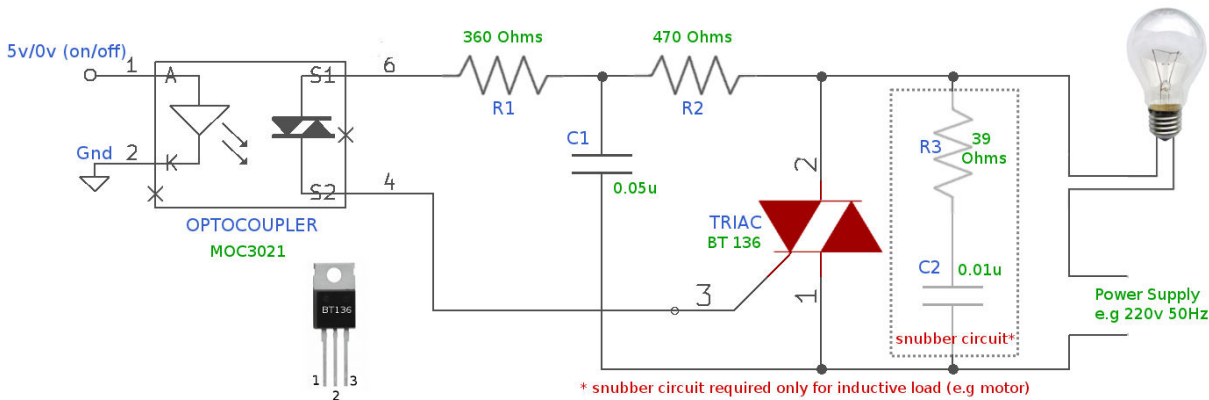 5v/0v (on/off)
1
A
S1
6
360 Ohms
R1
470 Ohms
R2
C1
0.05u
Gnd
2
K
S2
4
OPTOCOUPLER
MOC3021
BT136
1
2
3
TRIAC
BT 136
2
3
1
R3
39
Ohms
C2
0.01u
snubber circuit*
Power Supply
e.g 220v 50Hz
* snubber circuit required only for inductive load (e.g motor)